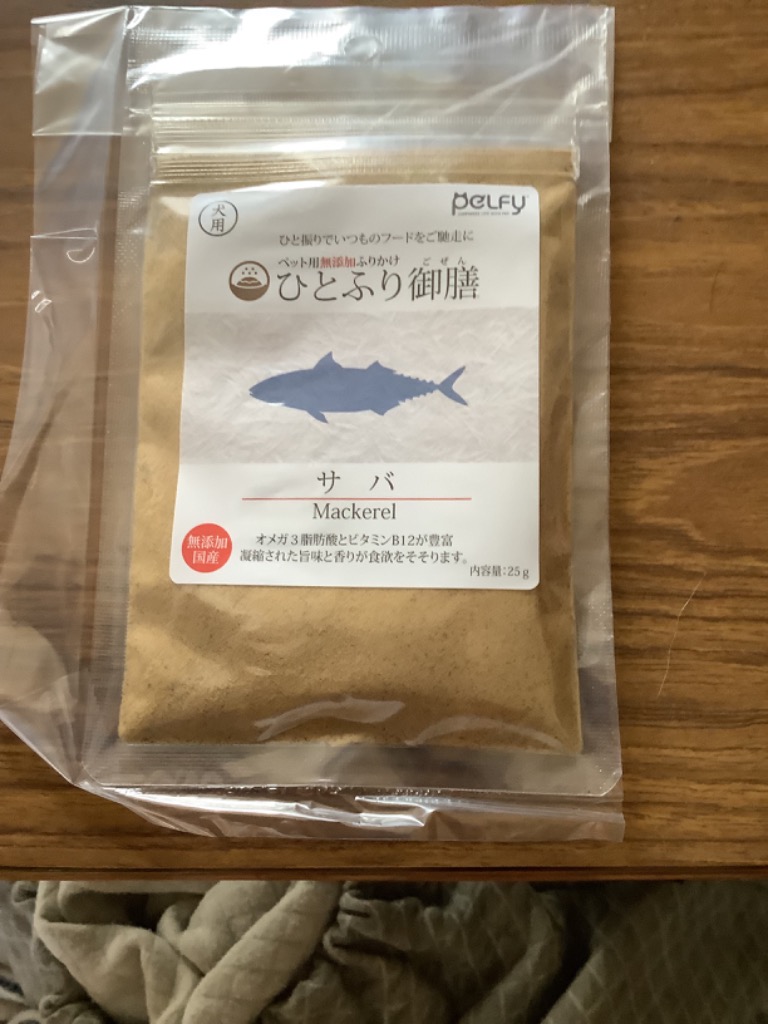 犬用
PELFY
ひと振りでいつものフードをご馳走に
ペット用無添加ふりかけ
ごぜん
ひとふり御膳
サバ
Mackerel
無添加
国産
オメガ3脂肪酸とビタミンB12が豊富
凝縮された旨味と香りが食欲をそそります。
内容量:25g